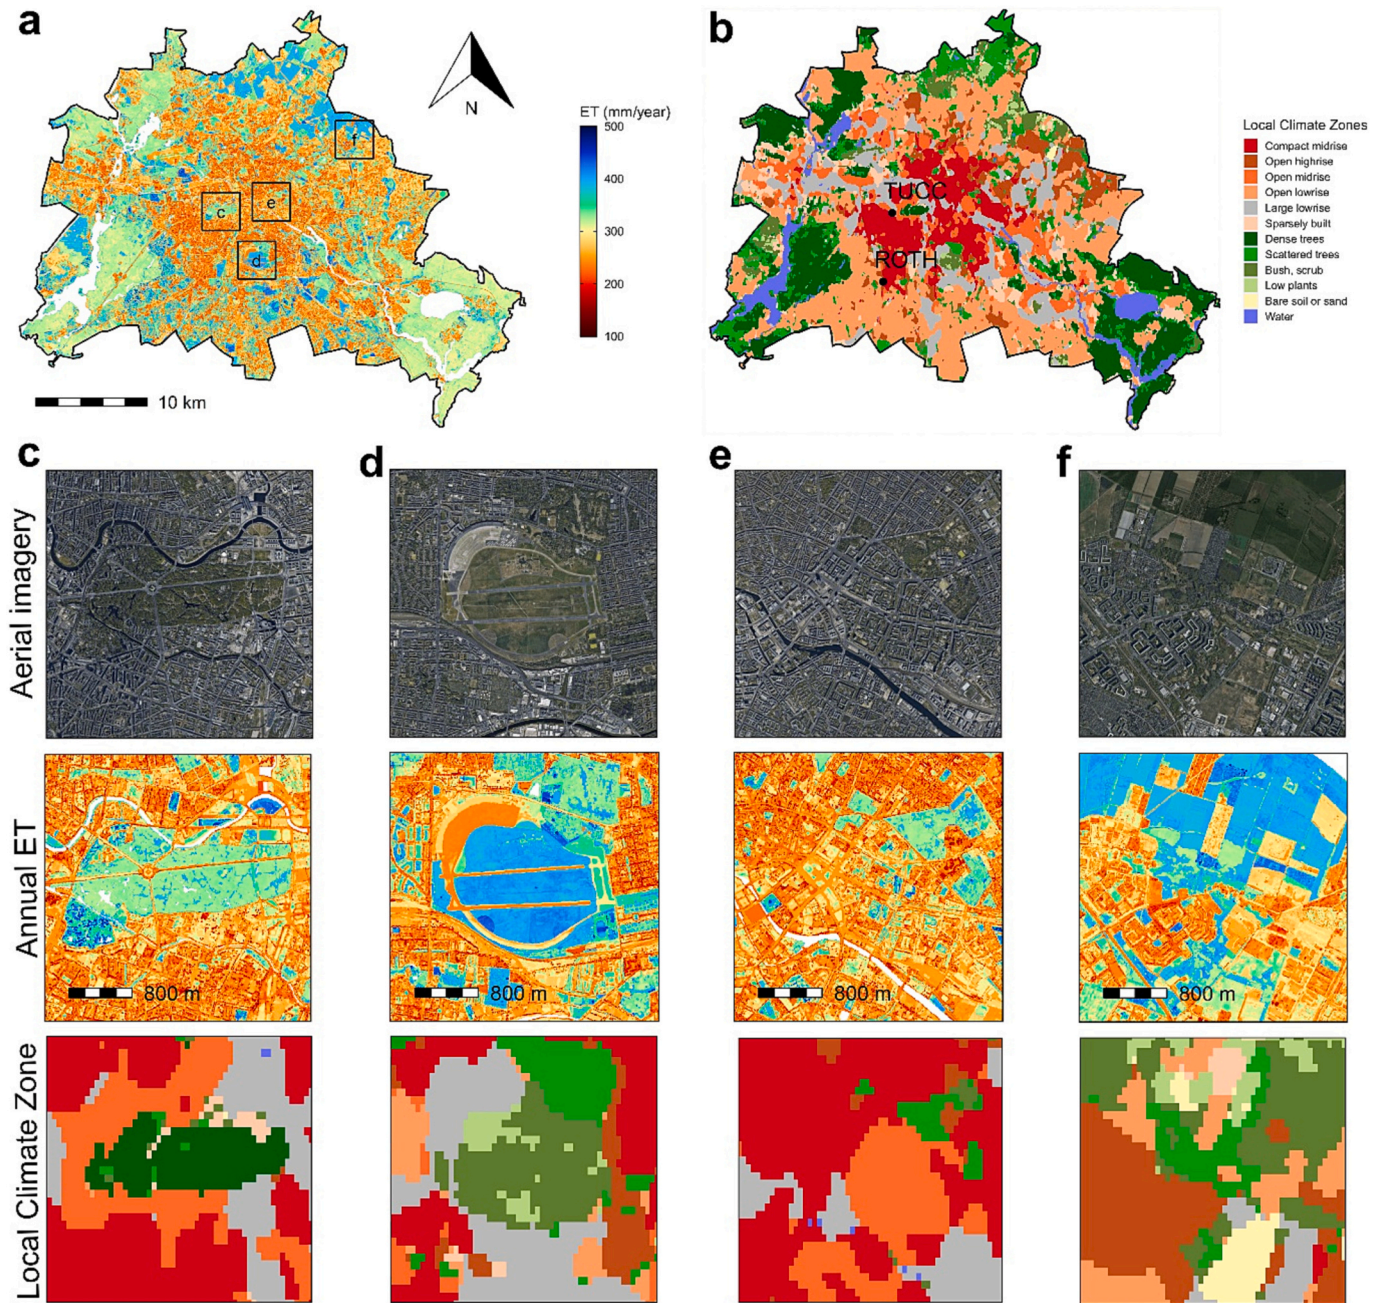 a
N
ET (mm/year)
500
400
300
200
100
c
e
d
f
10 km
b
TUCC
ROTH
Local Climate Zones
Compact midrise
Open highrise
Open midrise
Open lowrise
Large lowrise
Sparsely built
Dense trees
Scattered trees
Bush, scrub
Low plants
Bare soil or sand
Water
c
d
e
f
Aerial imagery
Annual ET
800 m
800 m
800 m
800 m
Local Climate Zone